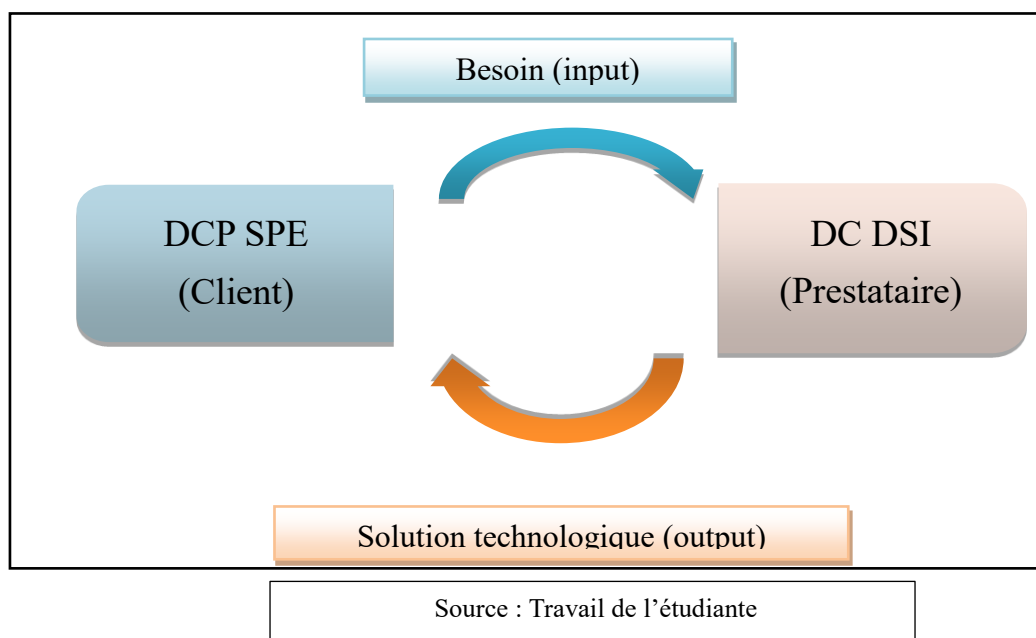 Besoin (input)
DCP SPE
(Client)
DC DSI
(Prestataire)
Solution technologique (output)
Source : Travail de l’étudiante